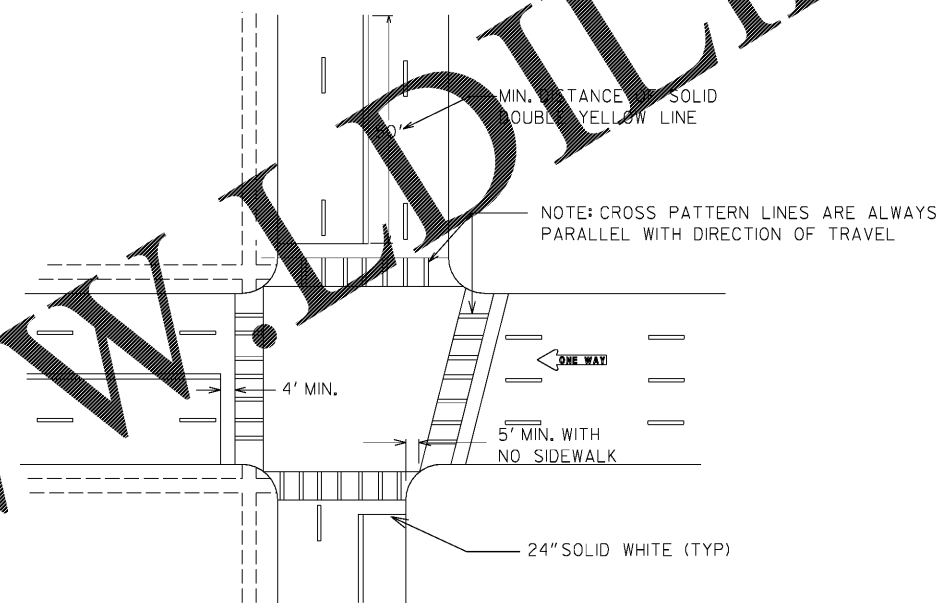 MIN. DISTANCE OF SOLID
DOUBLE YELLOW LINE
NOTE: CROSS PATTERN LINES ARE ALWAYS
PARALLEL WITH DIRECTION OF TRAVEL
ONE WAY
4' MIN.
5' MIN. WITH
NO SIDEWALK
24" SOLID WHITE (TYP)